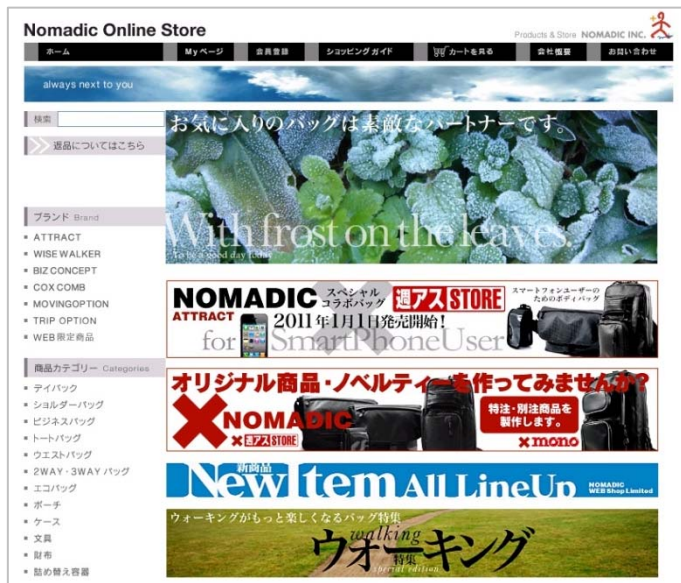 Nomadic Online Store
Products & Store NOMADIC INC.
ホーム
Myページ
会員登録
ショッピングガイド
カートを見る
会社概要
お問い合わせ
always next to you
検索
返品についてはこちら
ブランド Brand
ATTRACT
WISE WALKER
BIZ CONCEPT
COX COMB
MOVINGOPTION
TRIP OPTION
WEB 限定商品
商品カテゴリー Categories
デイパック
ショルダーバッグ
ビジネスバッグ
トートバッグ
ウエストバッグ
2WAY・3WAY バッグ
エコバッグ
ポーチ
ケース
文具
財布
詰め替え容器
お気に入りのバッグは素敵なパートナーです。
With frost on the leaves.
To be a good day today
NOMADIC
ATTRACT
スペシャル
コラボバッグ
週アスSTORE
2011年1月1日発売開始!
for SmartPhoneUser
スマートフォンユーザーの
ためのボディバッグ
オリジナル商品・ノベルティーを作ってみませんか?
NOMADIC
×週アスSTORE
特注・別注商品を
製作します。
×mono
新商品
New Item All LineUp
NOMADIC
WEB Shop Limited
ウォーキングがもっと楽しくなるバッグ特集
walking
ウォーキング
特集
special edition